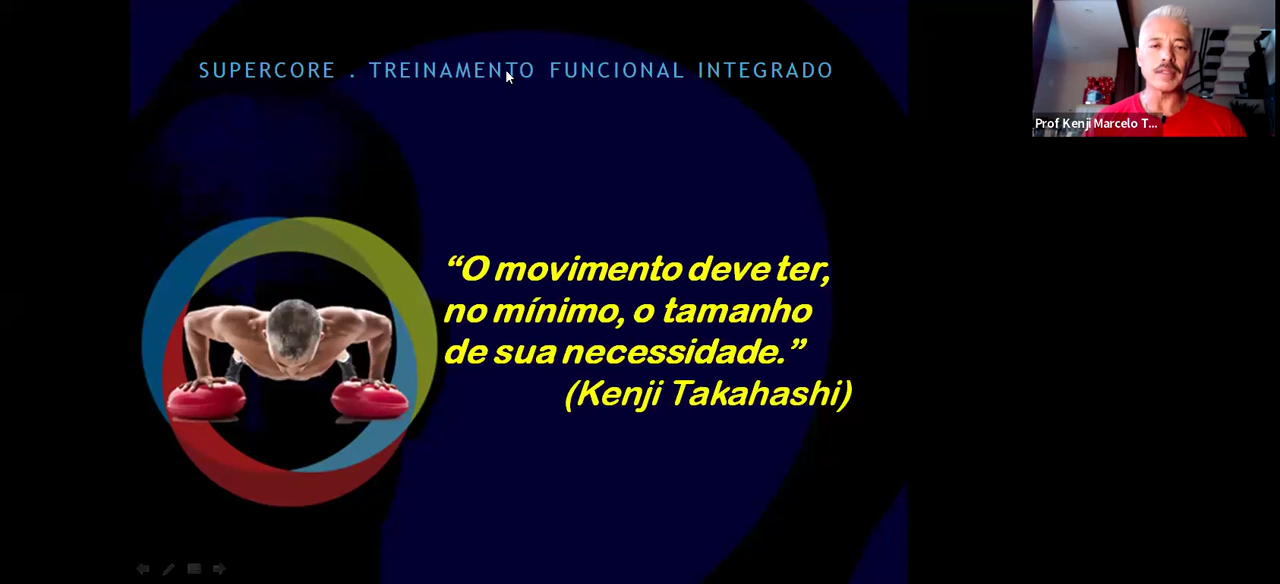 SUPERCORE . TREINAMENTO FUNCIONAL INTEGRADO
Prof Kenji Marcelo T...
“O movimento deve ter,
no mínimo, o tamanho
de sua necessidade.”
(Kenji Takahashi)